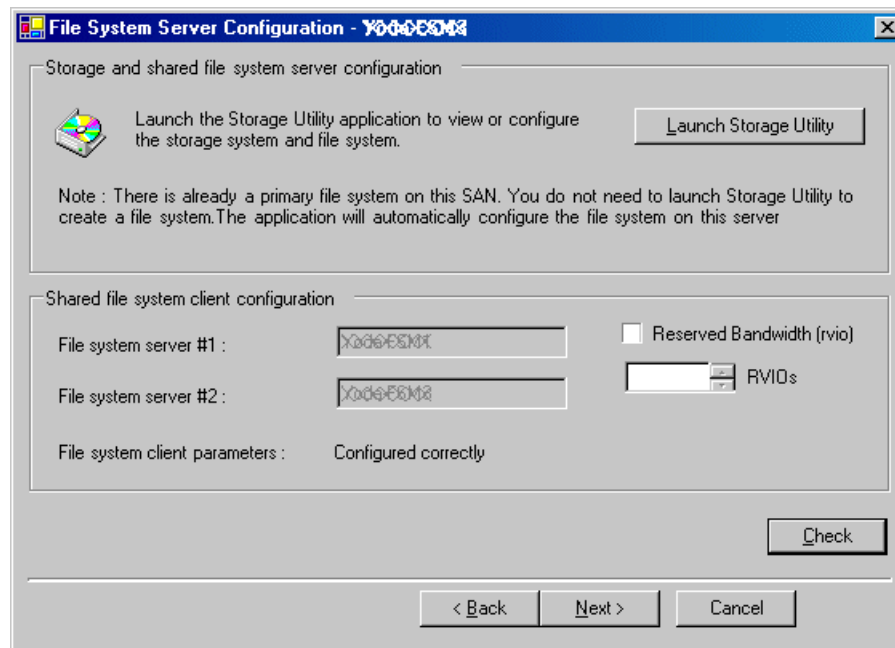 File System Server Configuration -
Storage and shared file system server configuration
Launch the Storage Utility application to view or configure
the storage system and file system.
Launch Storage Utility
Note : There is already a primary file system on this SAN. You do not need to launch Storage Utility to
create a file system.The application will automatically configure the file system on this server
Shared file system client configuration
File system server #1 :
Reserved Bandwidth (rvio)
RVIOs
File system server #2 :
File system client parameters :
Configured correctly
Check
< Back
Next >
Cancel